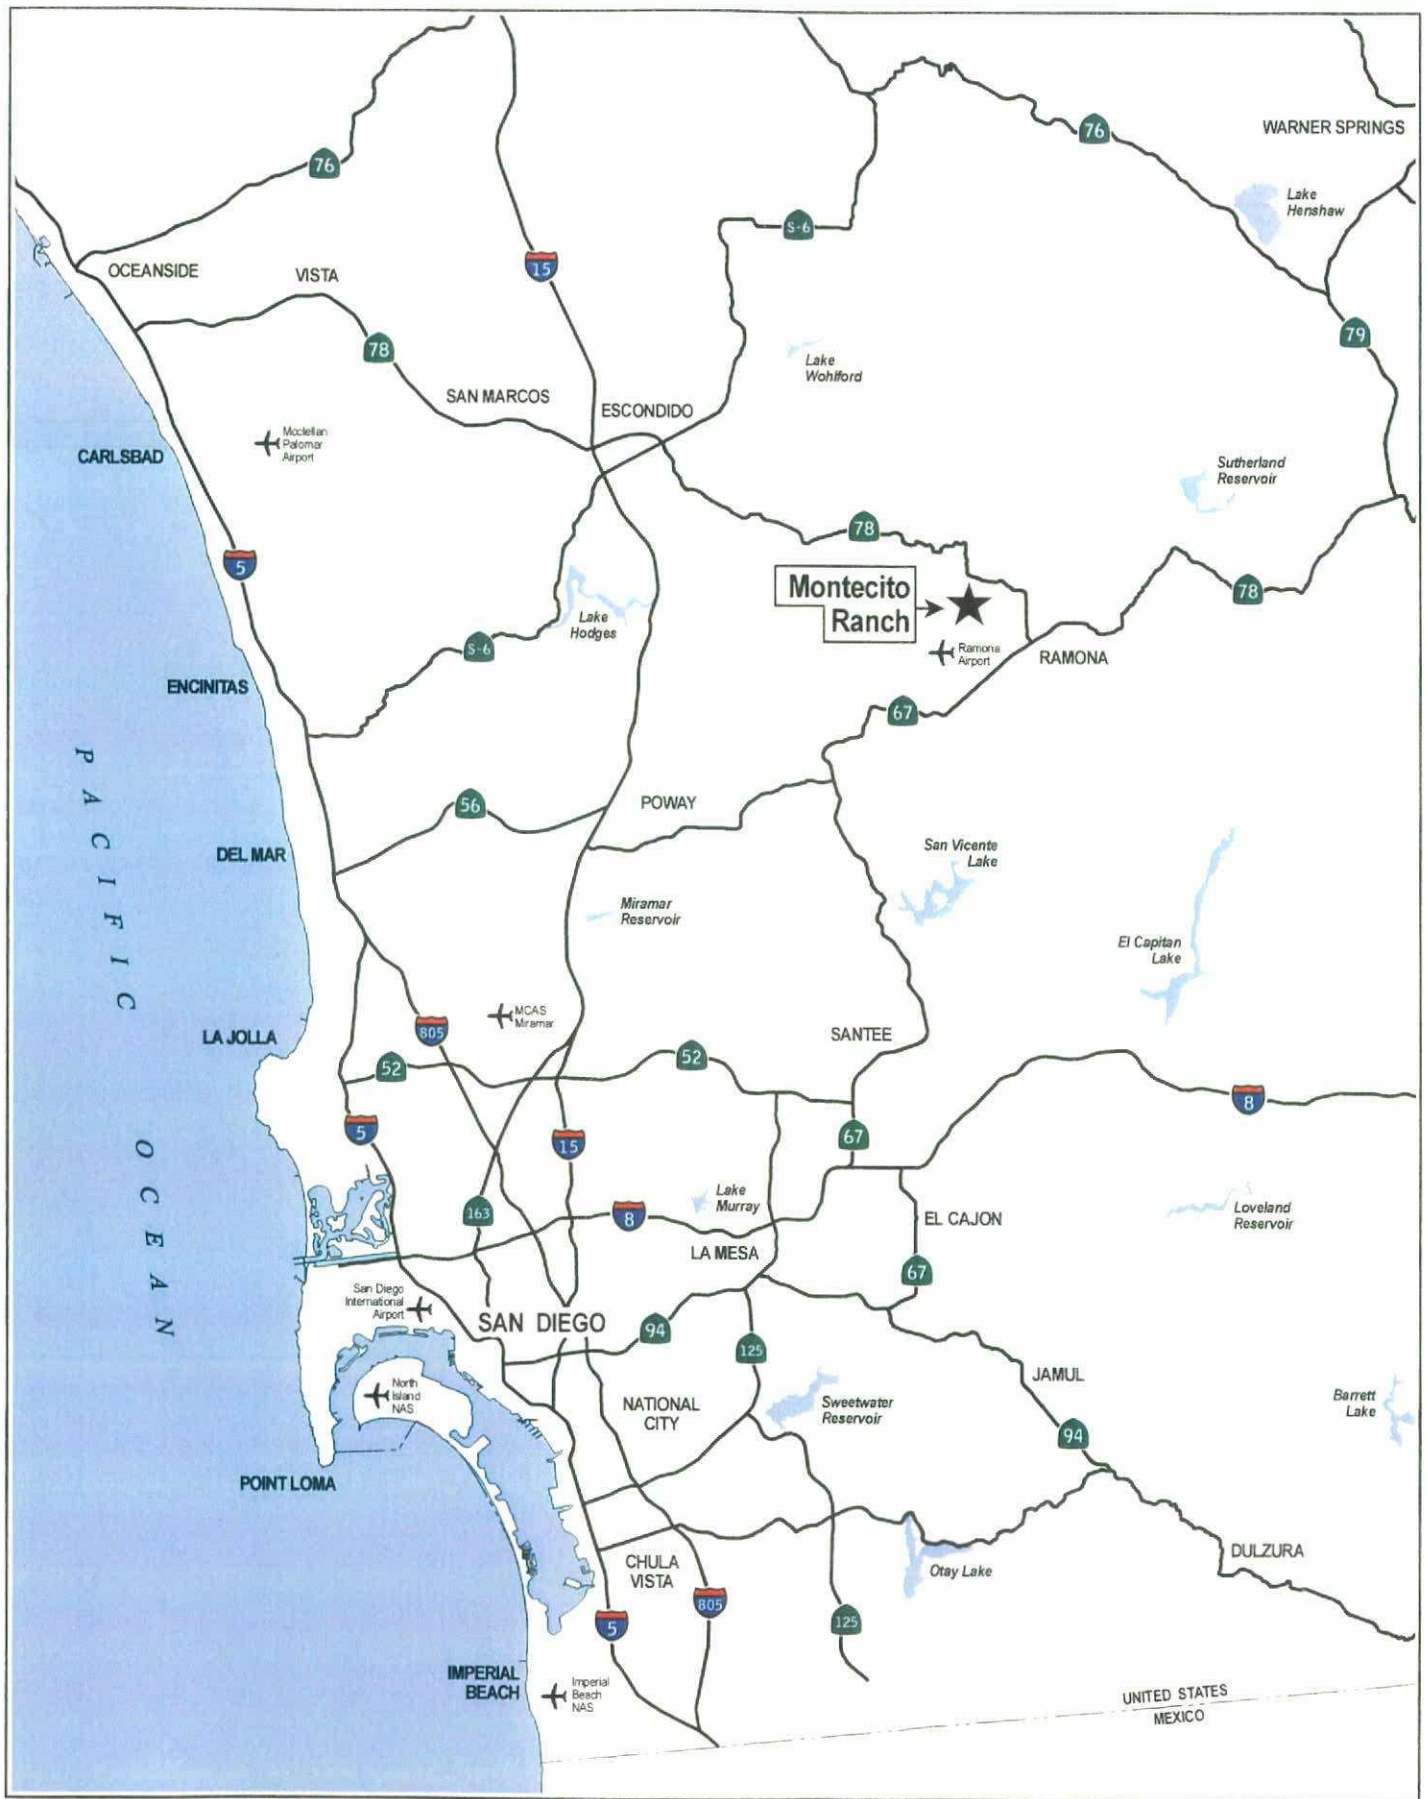 76
WARNER SPRINGS
76
Lake
Henshaw
S-6
OCEANSIDE
VISTA
15
79
78
Lake
Wohlford
SAN MARCOS
ESCONDIDO
Mcclellan
Palomar
Airport
CARLSBAD
Sutherland
Reservoir
78
5
Montecito
Ranch
78
Lake
Hodges
S-6
Ramona
Airport
RAMONA
ENCINITAS
67
PACIFIC
OCEAN
56
POWAY
DEL MAR
San Vicente
Lake
Miramar
Reservoir
El Capitan
Lake
MCAS
Miramar
805
LA JOLLA
SANTEE
52
52
8
5
15
67
Lake
Murray
163
8
Loveland
Reservoir
EL CAJON
LA MESA
67
San Diego
International
Airport
SAN DIEGO
94
125
JAMUL
North
Island
NAS
NATIONAL
CITY
Sweetwater
Reservoir
Barrett
Lake
94
POINT LOMA
DULZURA
CHULA
VISTA
Otay Lake
805
5
125
IMPERIAL
BEACH
Imperial
Beach
NAS
UNITED STATES
MEXICO